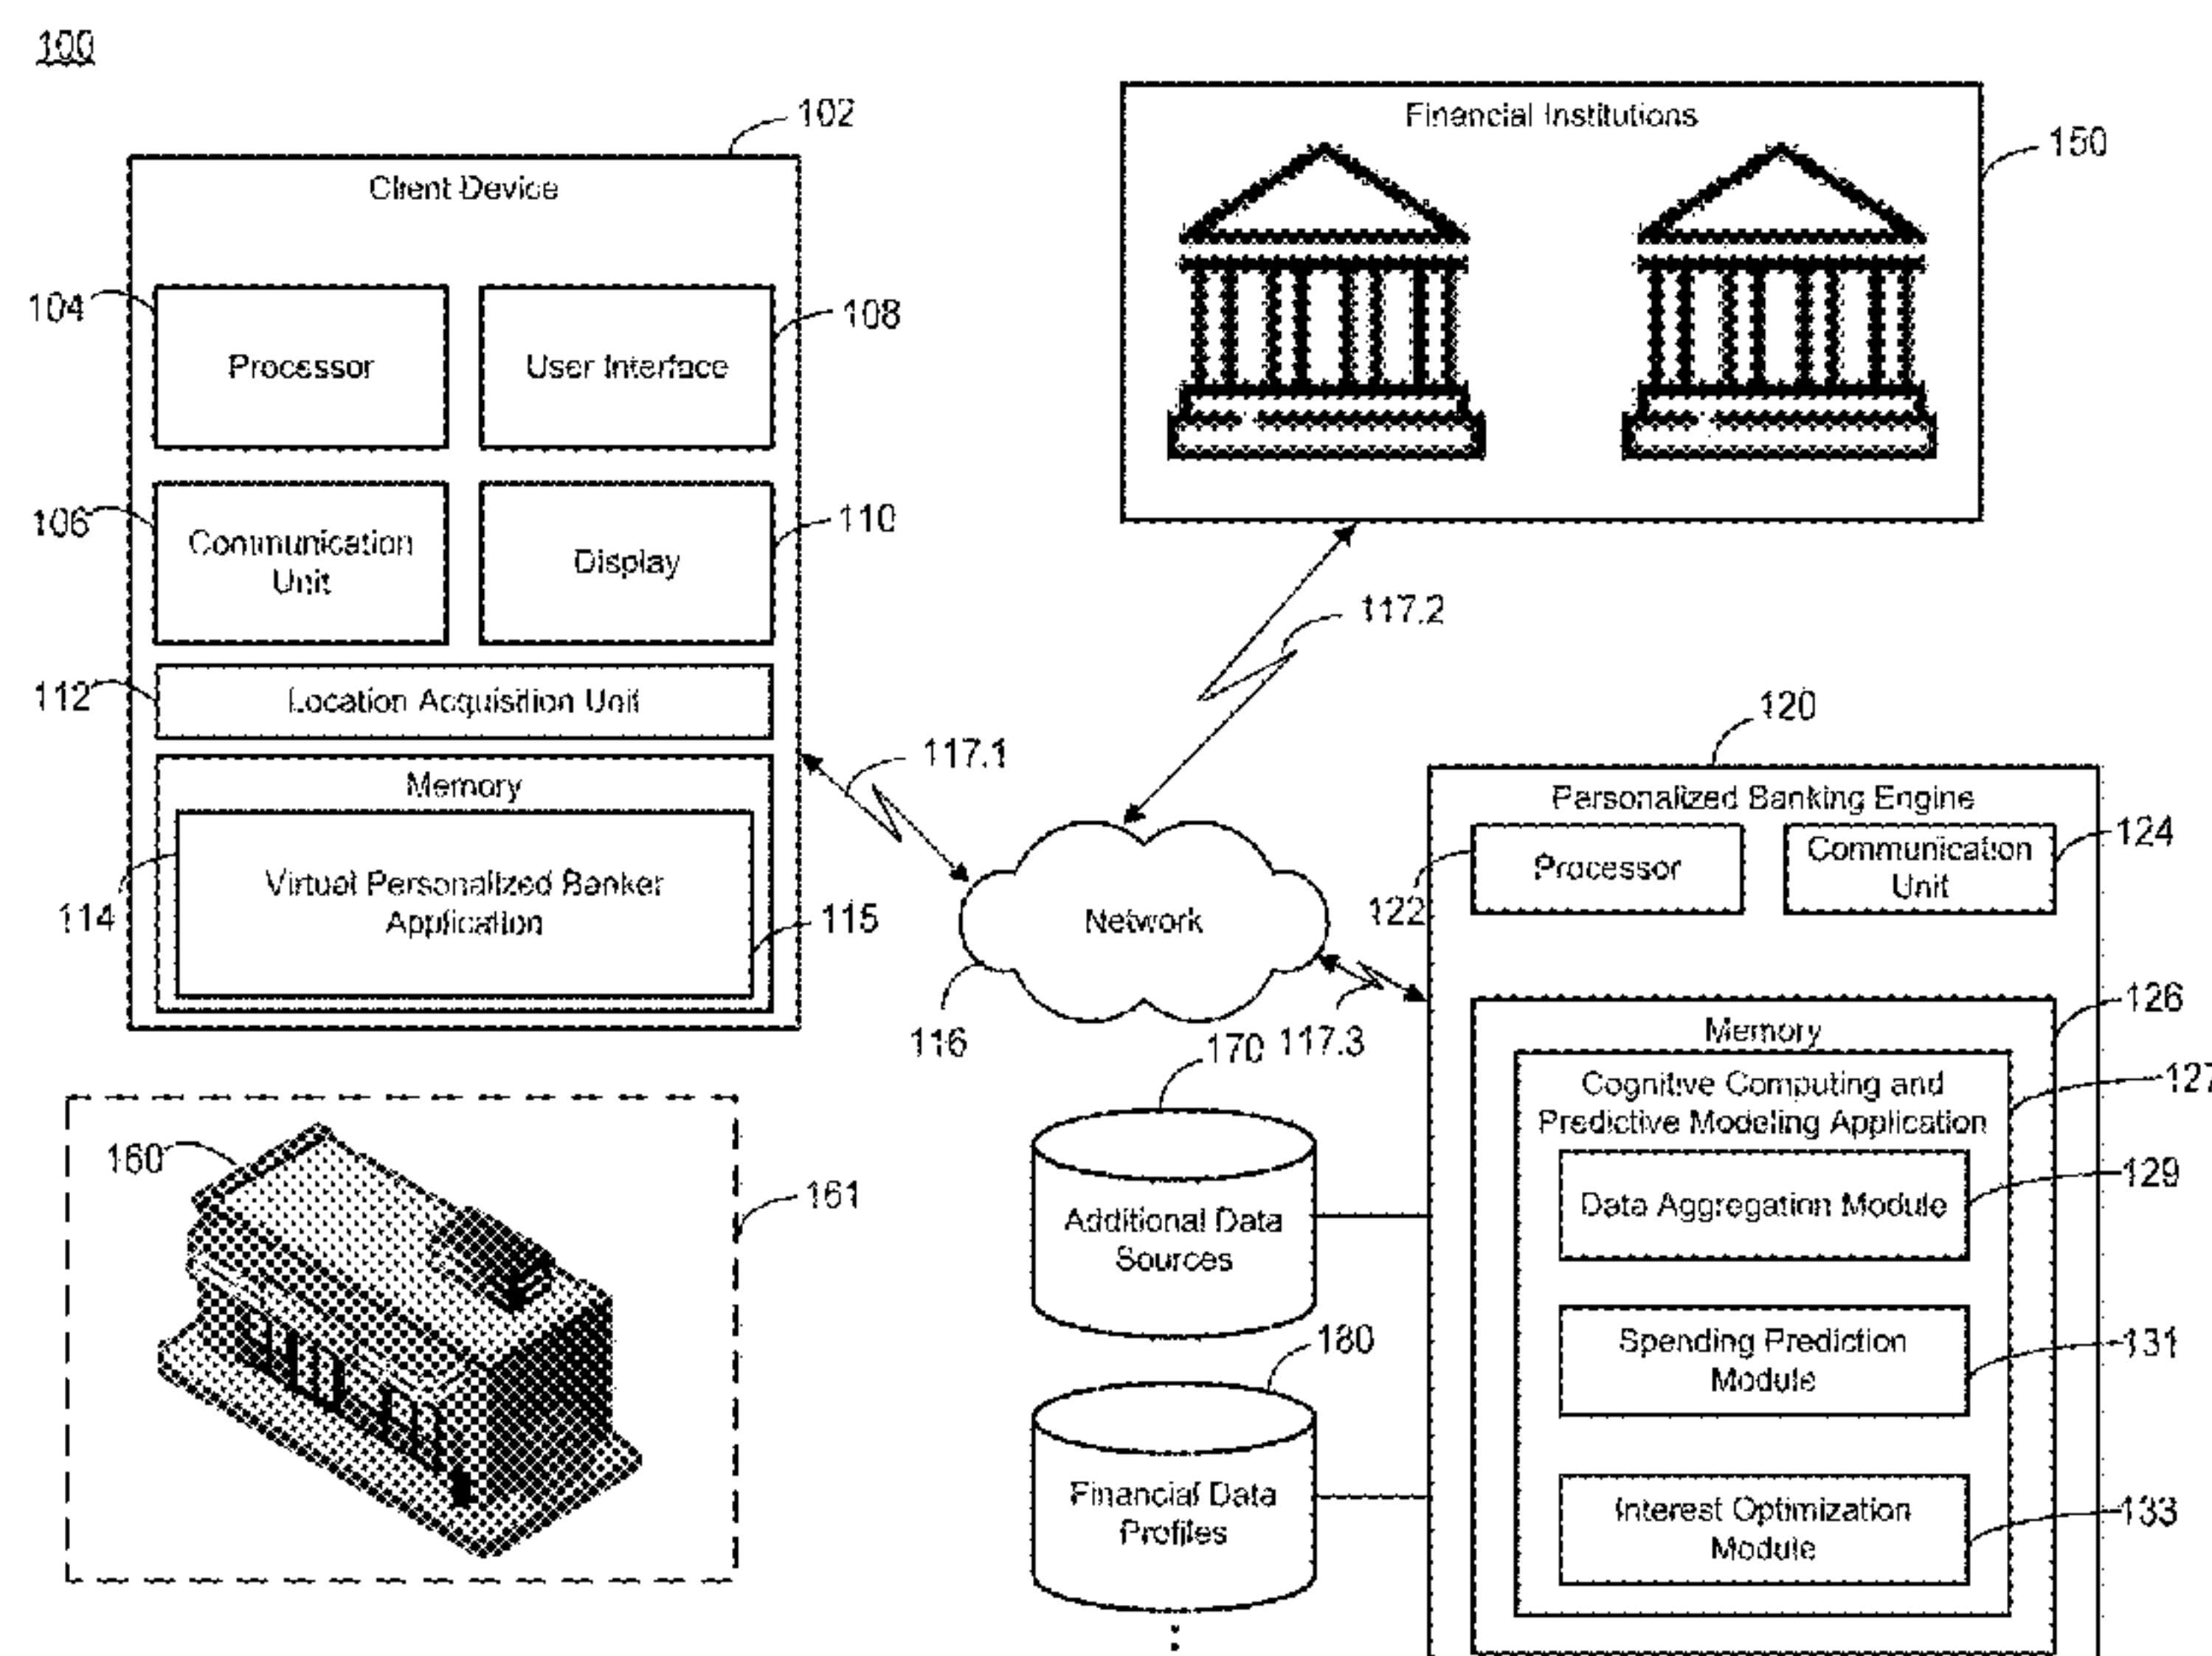 100
102
Client Device
104
Processor
User Interface
108
106
Communication
Unit
Display
110
112
Location Acquisition Unit
Memory
114
Virtual Personalized Banker
Application
115
Financial Institutions
150
117.1
117.2
Network
116
117.3
120
Personalized Banking Engine
122
Processor
Communication
Unit
124
126
Memory
Cognitive Computing and
Predictive Modeling Application
127
Data Aggregation Module
129
Spending Prediction
Module
131
Interest Optimization
Module
133
160
161
170
Additional Data
Sources
180
Financial Data
Profiles